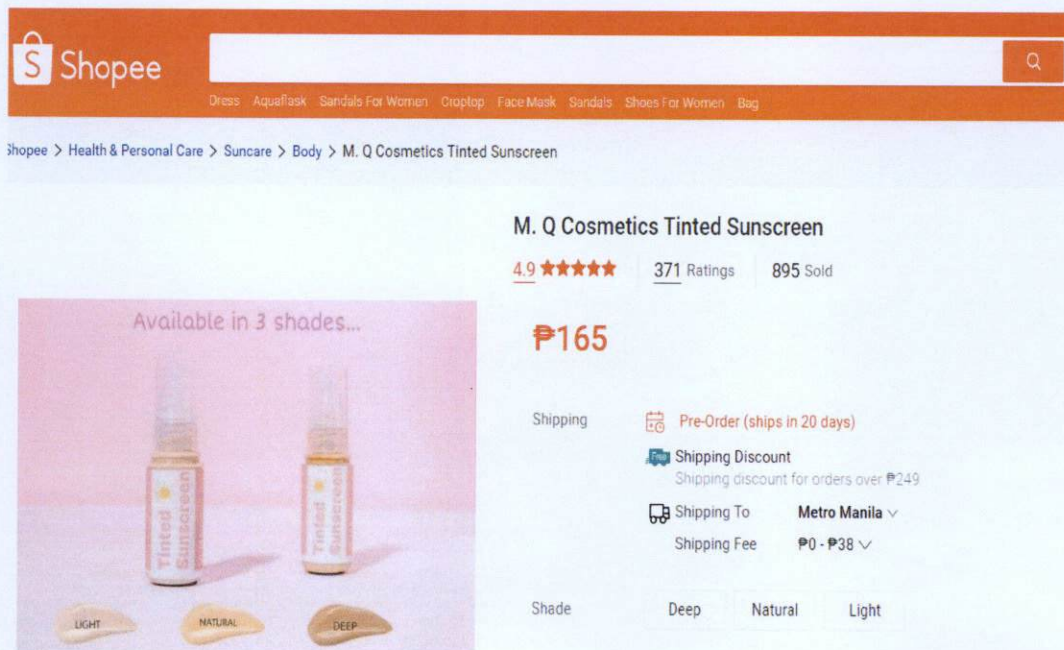 Shopee
Dress Aquaflask Sandals For Women Croptop Face Mask Sandals Shoes For Women Bag
Shopee > Health & Personal Care > Suncare > Body > M. Q Cosmetics Tinted Sunscreen
M. Q Cosmetics Tinted Sunscreen
4.9 ★★★★★ 371 Ratings 895 Sold
Available in 3 shades...
₱165
Shipping Pre-Order (ships in 20 days)
Free Shipping Discount
Shipping discount for orders over ₱249
Shipping To Metro Manila
Shipping Fee ₱0 - ₱38
Tinted Sunscreen
Tinted Sunscreen
LIGHT NATURAL DEEP
Shade Deep Natural Light